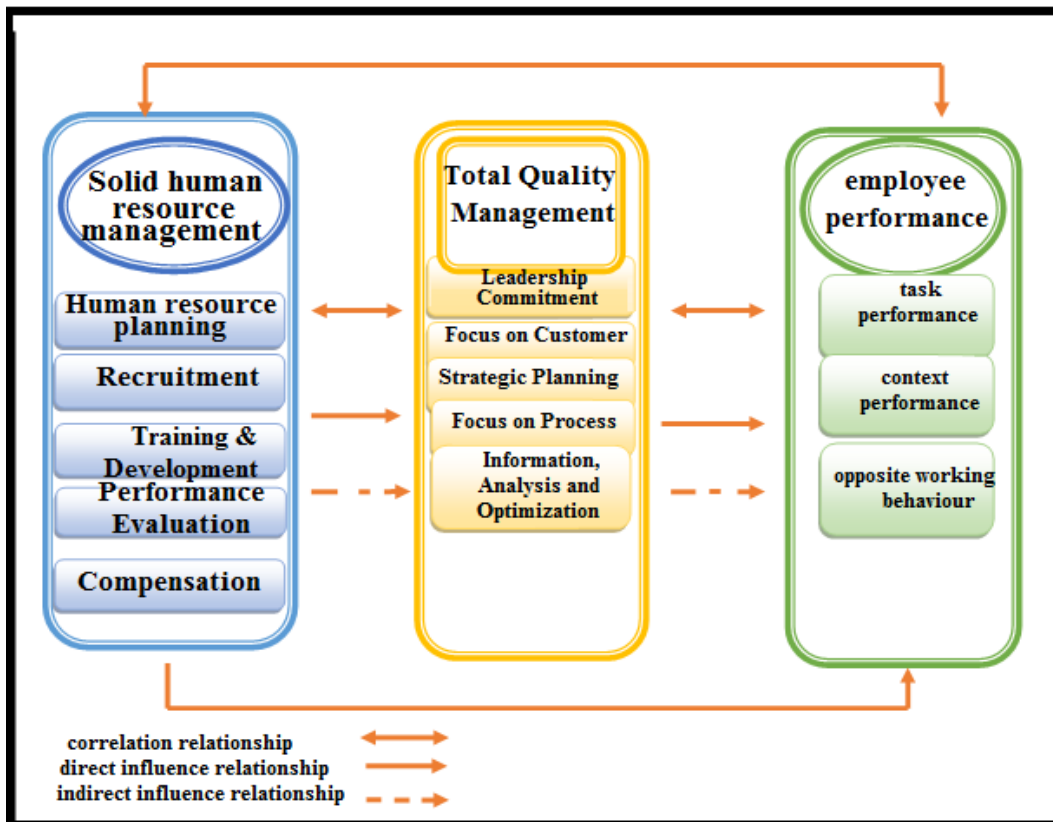 Solid human
resource
management
Human resource
planning
Recruitment
Training &
Development
Performance
Evaluation
Compensation
Total Quality
Management
Leadership
Commitment
Focus on Customer
Strategic Planning
Focus on Process
Information,
Analysis and
Optimization
employee
performance
task
performance
context
performance
opposite working
behaviour
correlation relationship
direct influence relationship
indirect influence relationship